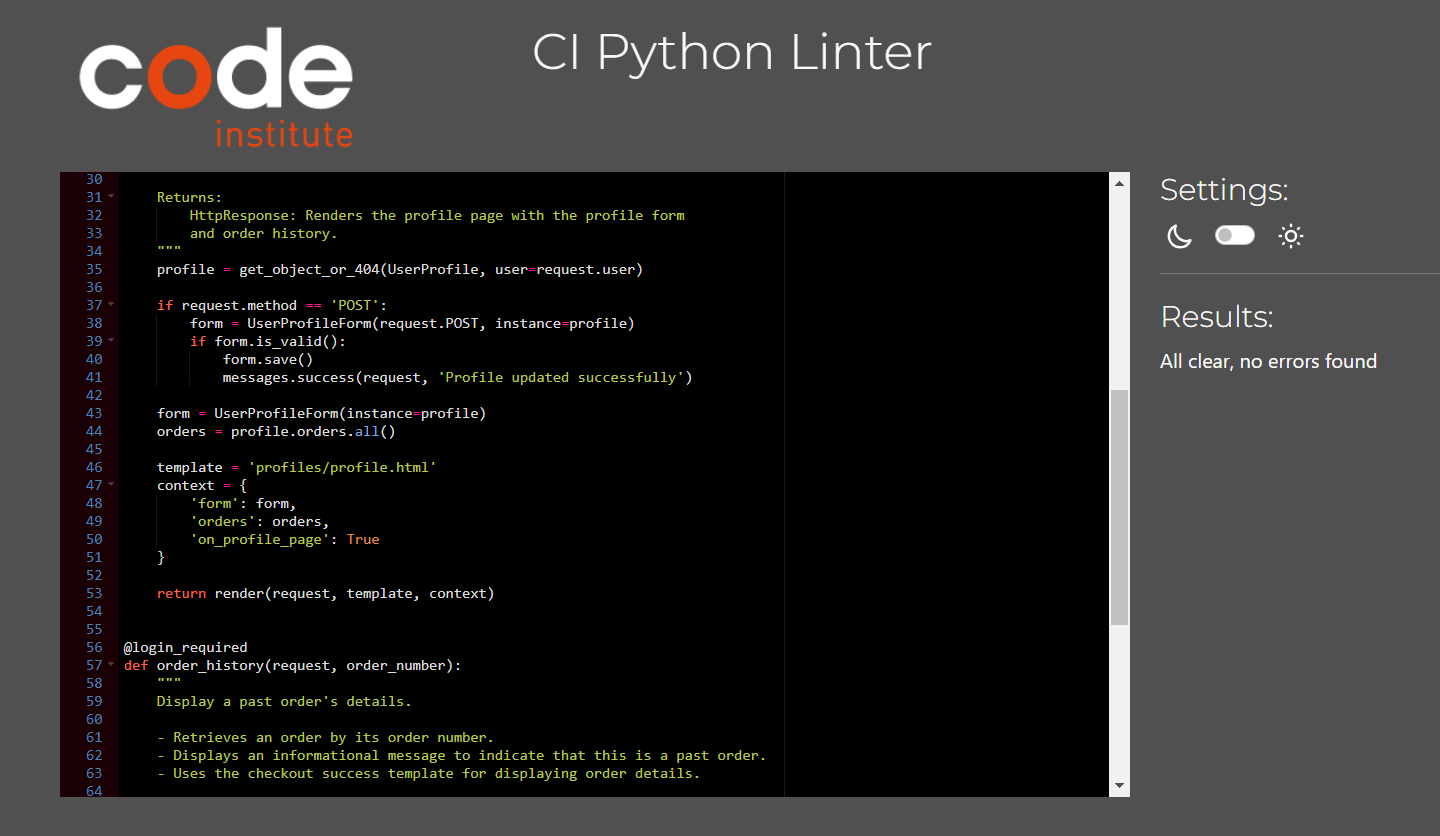 code
institute
CI Python Linter
30
31     Returns:
32         HttpResponse: Renders the profile page with the profile form
33         and order history.
34     """
35     profile = get_object_or_404(UserProfile, user=request.user)
36
37     if request.method == 'POST':
38         form = UserProfileForm(request.POST, instance=profile)
39         if form.is_valid():
40             form.save()
41             messages.success(request, 'Profile updated successfully')
42
43     form = UserProfileForm(instance=profile)
44     orders = profile.orders.all()
45
46     template = 'profiles/profile.html'
47     context = {
48         'form': form,
49         'orders': orders,
50         'on_profile_page': True
51     }
52
53     return render(request, template, context)
54
55
56 @login_required
57 def order_history(request, order_number):
58     """
59     Display a past order's details.
60
61     - Retrieves an order by its order number.
62     - Displays an informational message to indicate that this is a past order.
63     - Uses the checkout success template for displaying order details.
64
Settings:
Results:
All clear, no errors found